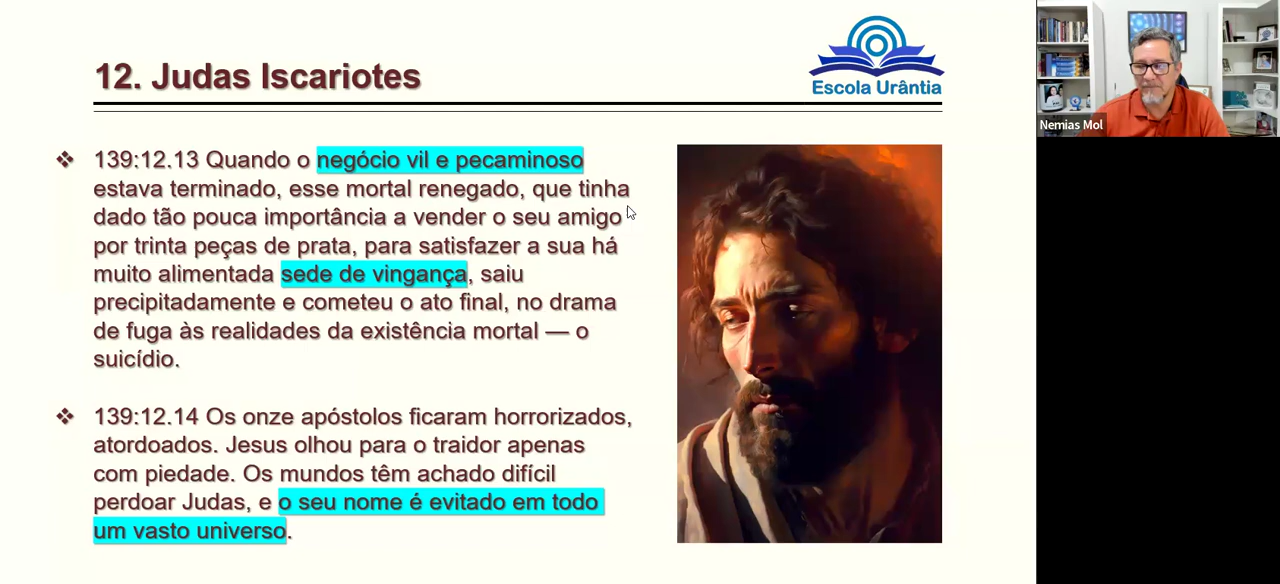 12. Judas Iscariotes
Escola Urântia
Nemias Mol
139:12.13 Quando o negócio vil e pecaminoso
estava terminado, esse mortal renegado, que tinha
dado tão pouca importância a vender o seu amigo
por trinta peças de prata, para satisfazer a sua há
muito alimentada sede de vingança, saiu
precipitadamente e cometeu o ato final, no drama
de fuga às realidades da existência mortal — o
suicídio.
139:12.14 Os onze apóstolos ficaram horrorizados,
atordoados. Jesus olhou para o traidor apenas
com piedade. Os mundos têm achado difícil
perdoar Judas, e o seu nome é evitado em todo
um vasto universo.